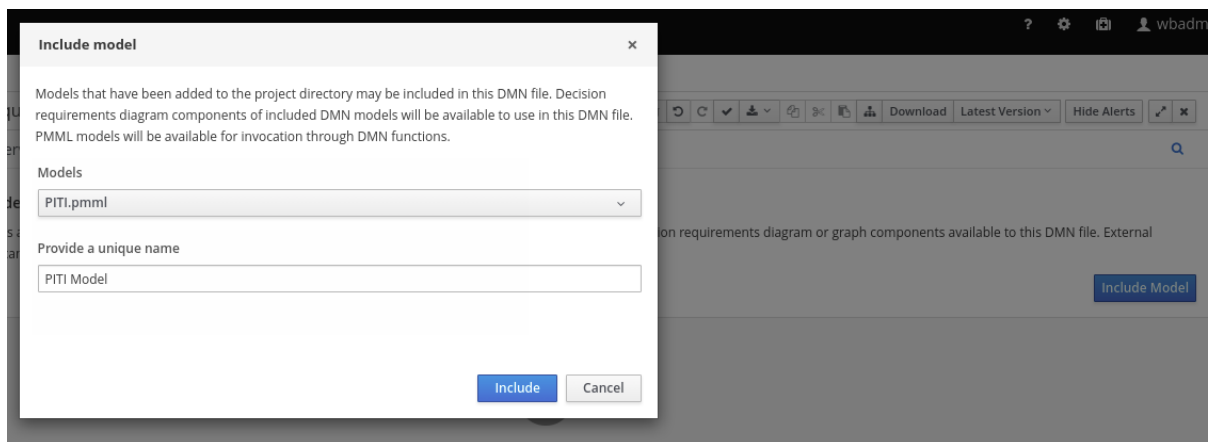 Include model ×
? wbadm
Models that have been added to the project directory may be included in this DMN file. Decision
requirements diagram components of included DMN models will be available to use in this DMN file.
PMML models will be available for invocation through DMN functions.
Download Latest Version Hide Alerts
Models
PITI.pmml
ion requirements diagram or graph components available to this DMN file. External
Provide a unique name
PITI Model
Include Model
Include Cancel